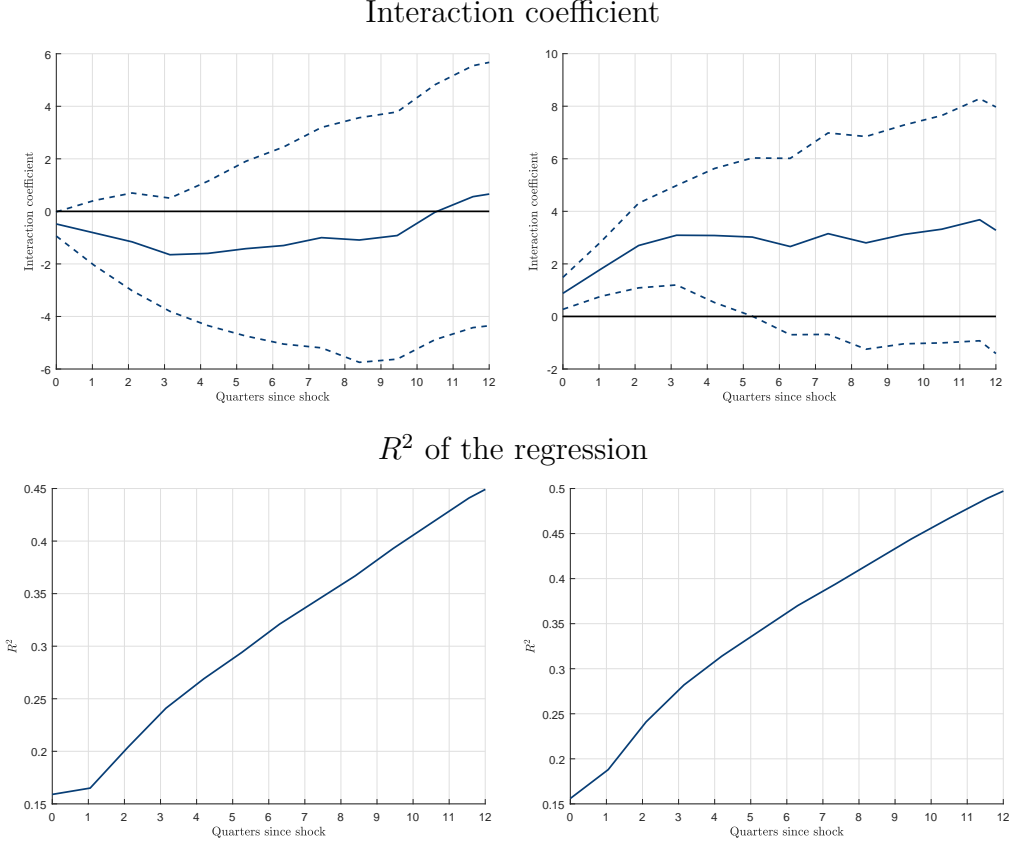 Interaction coefficient
6
4
2
0
-2
-4
-6
Interaction coefficient
0 1 2 3 4 5 6 7 8 9 10 11 12
Quarters since shock
10
8
6
4
2
0
-2
Interaction coefficient
0 1 2 3 4 5 6 7 8 9 10 11 12
Quarters since shock
R² of the regression
0.45
0.4
0.35
0.3
0.25
0.2
0.15
R²
0 1 2 3 4 5 6 7 8 9 10 11 12
Quarters since shock
0.5
0.45
0.4
0.35
0.3
0.25
0.2
0.15
R²
0 1 2 3 4 5 6 7 8 9 10 11 12
Quarters since shock